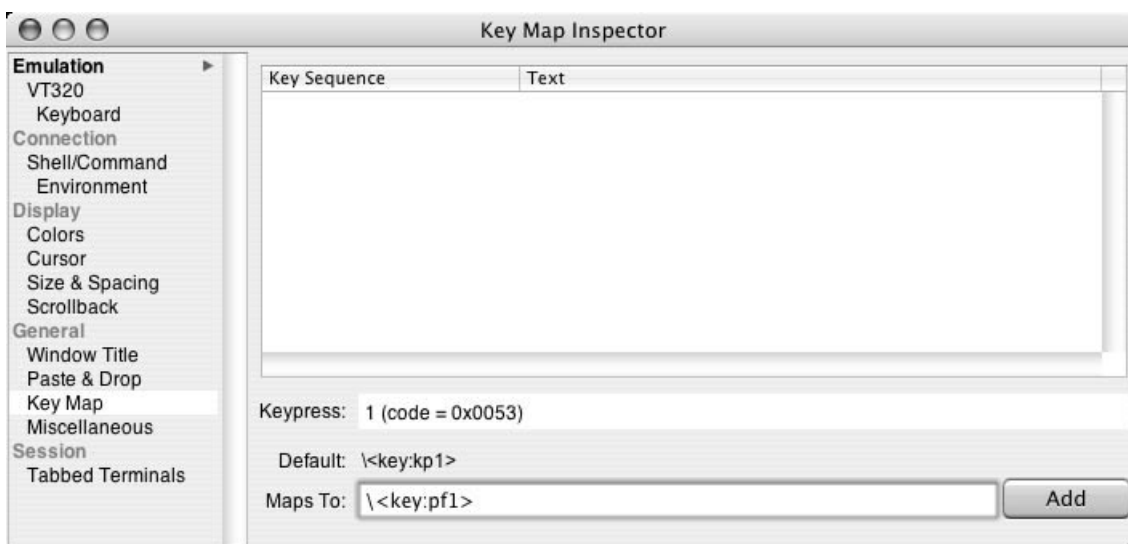 Key Map Inspector
Emulation
VT320
Keyboard
Connection
Shell/Command
Environment
Display
Colors
Cursor
Size & Spacing
Scrollback
General
Window Title
Paste & Drop
Key Map
Miscellaneous
Session
Tabbed Terminals
Key Sequence Text
Keypress: 1 (code = 0x0053)
Default: \<key:kp1>
Maps To: \<key:pf1> Add